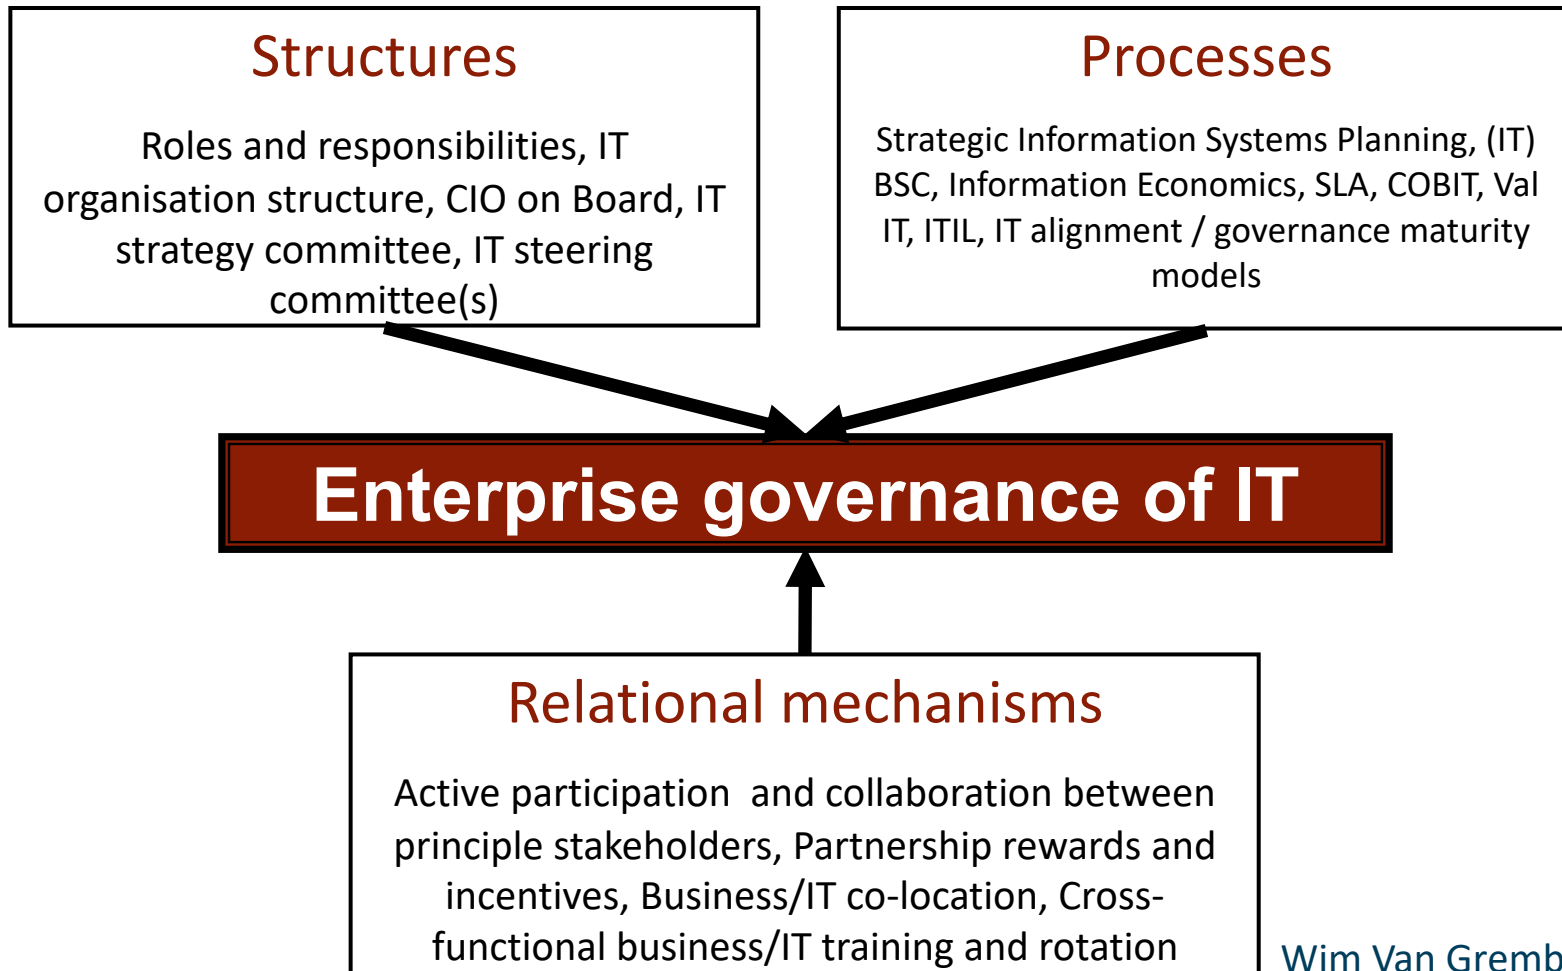 Structures
Roles and responsibilities, IT
organisation structure, CIO on Board, IT
strategy committee, IT steering
committee(s)
Processes
Strategic Information Systems Planning, (IT)
BSC, Information Economics, SLA, COBIT, Val
IT, ITIL, IT alignment / governance maturity
models
Enterprise governance of IT
Relational mechanisms
Active participation  and collaboration between
principle stakeholders, Partnership rewards and
incentives, Business/IT co-location, Cross-
functional business/IT training and rotation
Wim Van Gremb